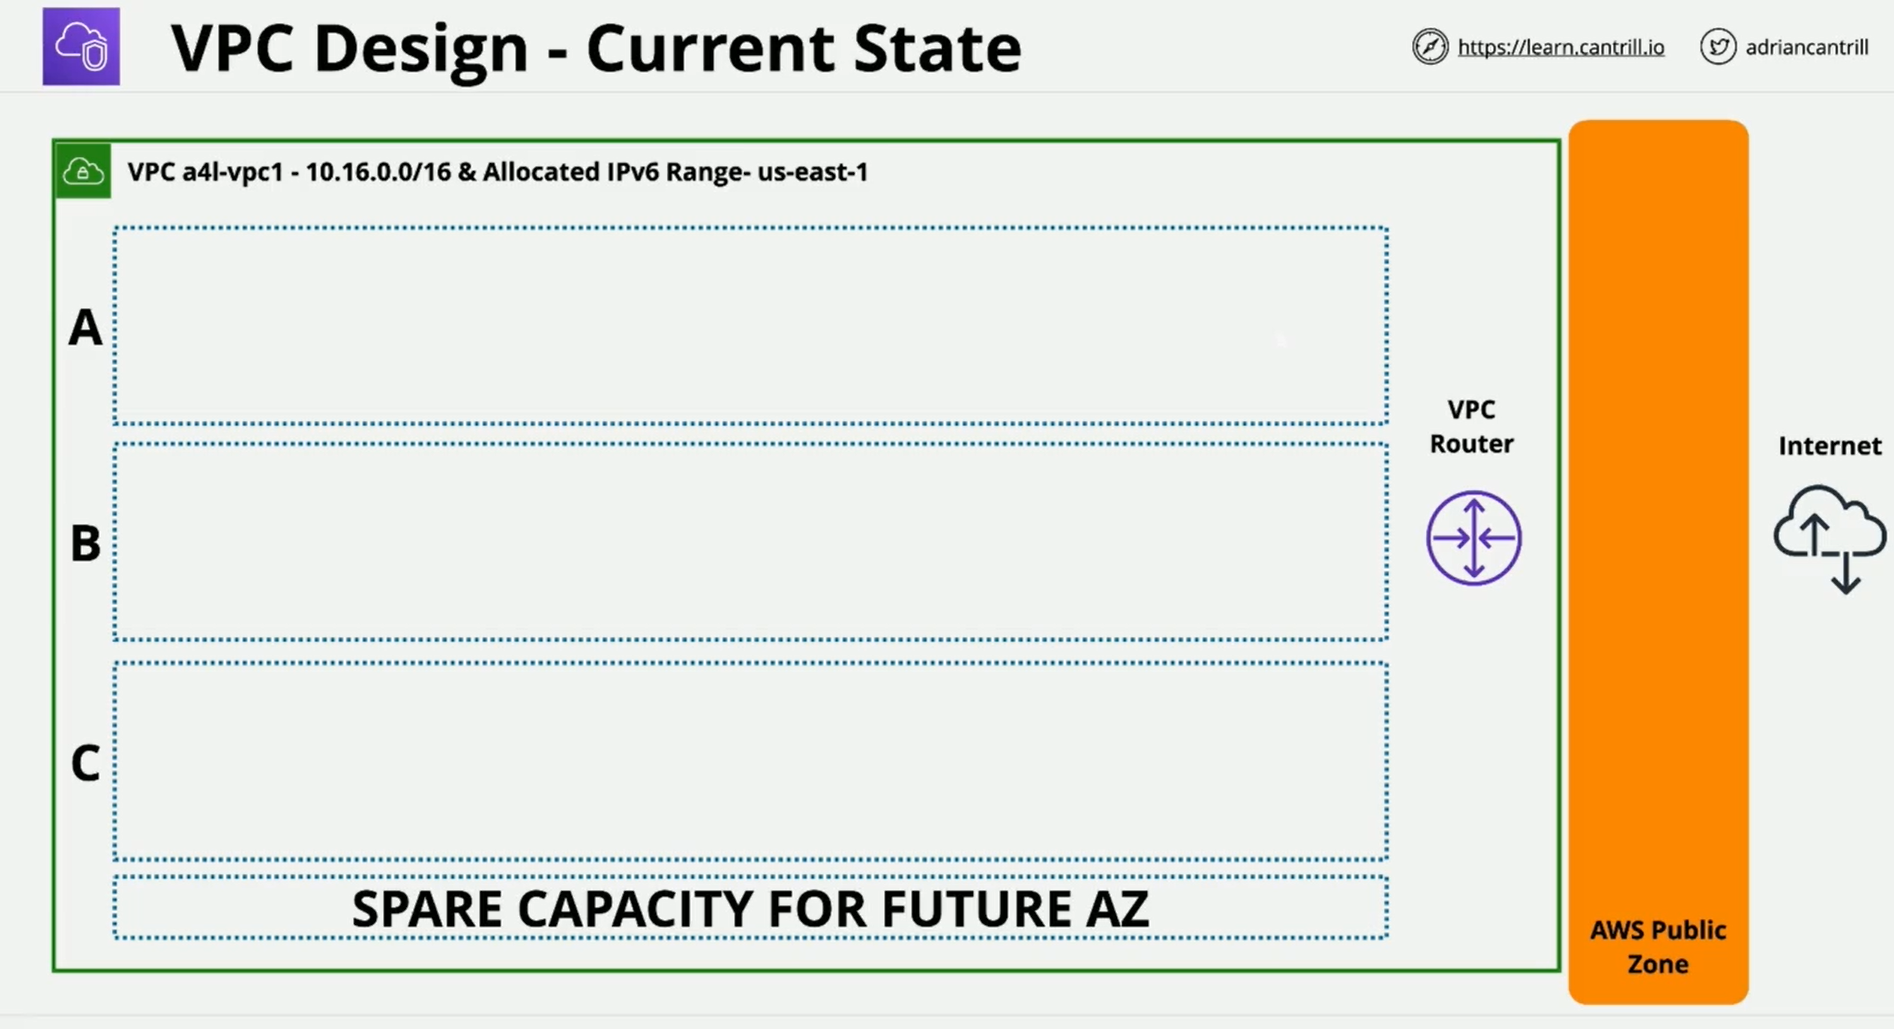 VPC Design - Current State
https://learn.cantrill.io
adriancantrill
VPC a4l-vpc1 - 10.16.0.0/16 & Allocated IPv6 Range- us-east-1
A
B
C
SPARE CAPACITY FOR FUTURE AZ
VPC
Router
AWS Public
Zone
Internet